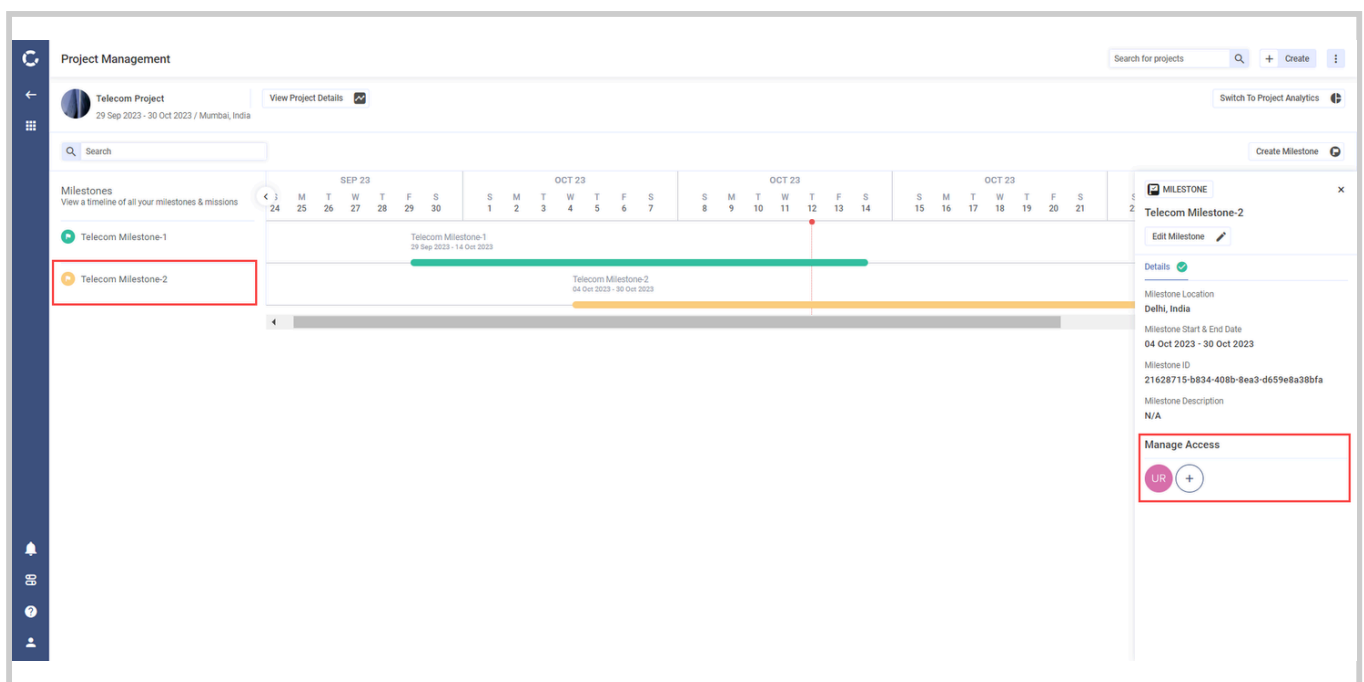 Project Management
Search for projects
+ Create
Telecom Project
29 Sep 2023 - 30 Oct 2023 / Mumbai, India
View Project Details
Switch To Project Analytics
Search
Create Milestone
Milestones
View a timeline of all your milestones & missions
SEP 23 OCT 23 OCT 23 OCT 23
S M T W T F S S M T W T F S S M T W T F S S M T W T F S S
24 25 26 27 28 29 30 1 2 3 4 5 6 7 8 9 10 11 12 13 14 15 16 17 18 19 20 21 2
Telecom Milestone-1
Telecom Milestone-1
29 Sep 2023 - 14 Oct 2023
Telecom Milestone-2
Telecom Milestone-2
04 Oct 2023 - 30 Oct 2023
MILESTONE
Telecom Milestone-2
Edit Milestone
Details
Milestone Location
Delhi, India
Milestone Start & End Date
04 Oct 2023 - 30 Oct 2023
Milestone ID
21628715-b834-408b-8ea3-d659e8a38bfa
Milestone Description
N/A
Manage Access
UR +